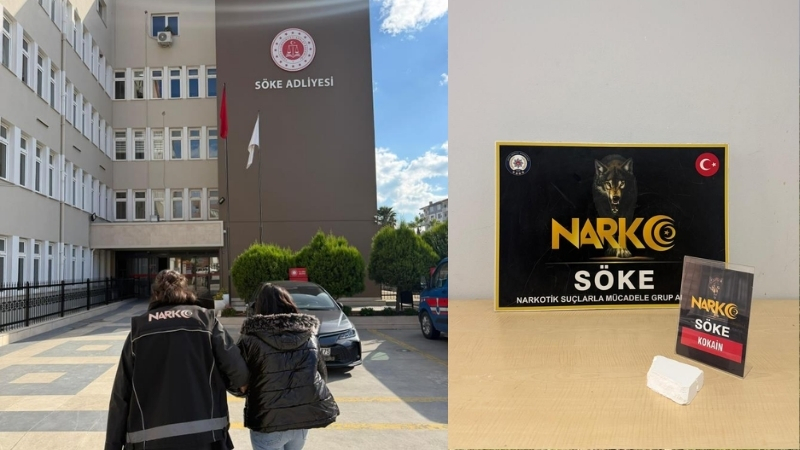 SÖKE ADLİYESİ
NARKO
NARKO
SÖKE
NARKOTİK SUÇLARLA MÜCADELE GRUP
NARKO
SÖKE
KOKAİN